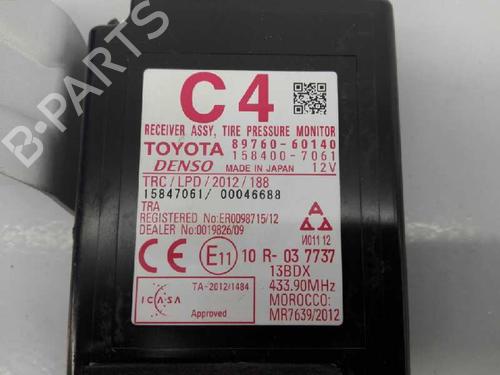 C4
RECEIVER ASSY, TIRE PRESSURE MONITOR
TOYOTA 89760-60140
DENSO 158400-7061
MADE IN JAPAN 12V
TRC/LPD/2012/188
15847061/ 00046688
TRA
REGISTERED No:ER0098715/12
DEALER No:0019826/09
И011 12
CE E11 10 R- 03 7737
13BDX
433.90MHz
MOROCCO:
MR7639/2012
ICASA
TA-2012/1484
Approved
B-PARTS